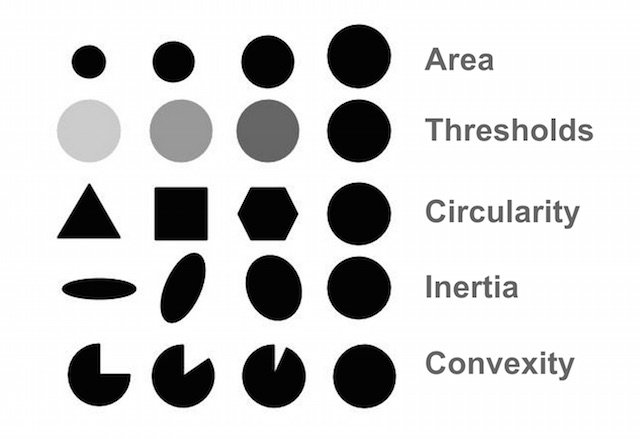 Area
Thresholds
Circularity
Inertia
Convexity